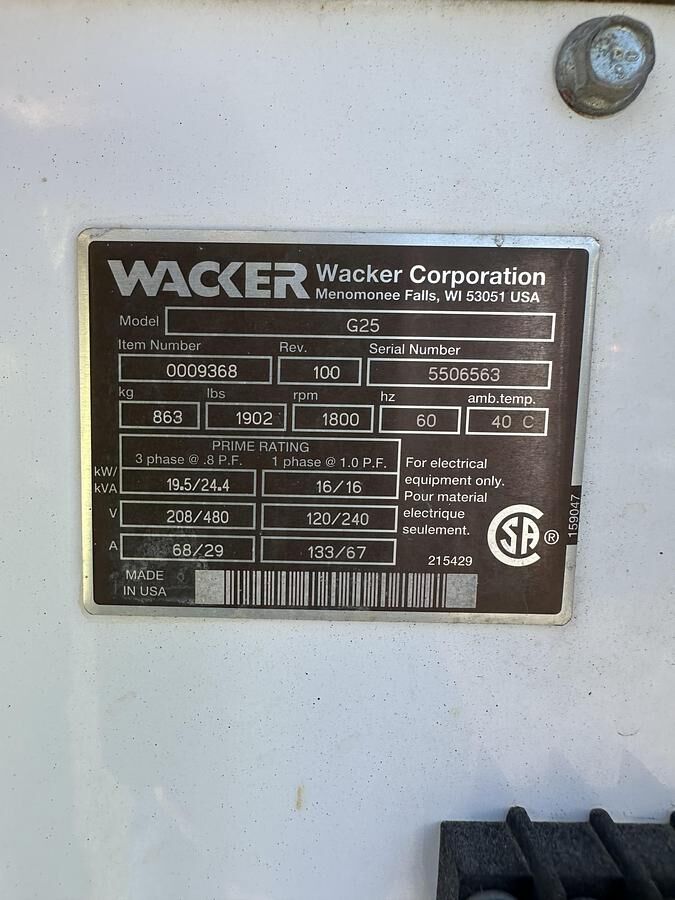 WACKER Wacker Corporation
Menomonee Falls, WI 53051 USA
Model G25
Item Number Rev. Serial Number
0009368 100 5506563
kg lbs rpm hz amb.temp.
863 1902 1800 60 40 C
PRIME RATING
3 phase @ .8 P.F. 1 phase @ 1.0 P.F.
kW/
kVA 19.5/24.4 16/16
V 208/480 120/240
A 68/29 133/67
For electrical
equipment only.
Pour material
electrique
seulement.
215429
SA ®
159047
MADE
IN USA